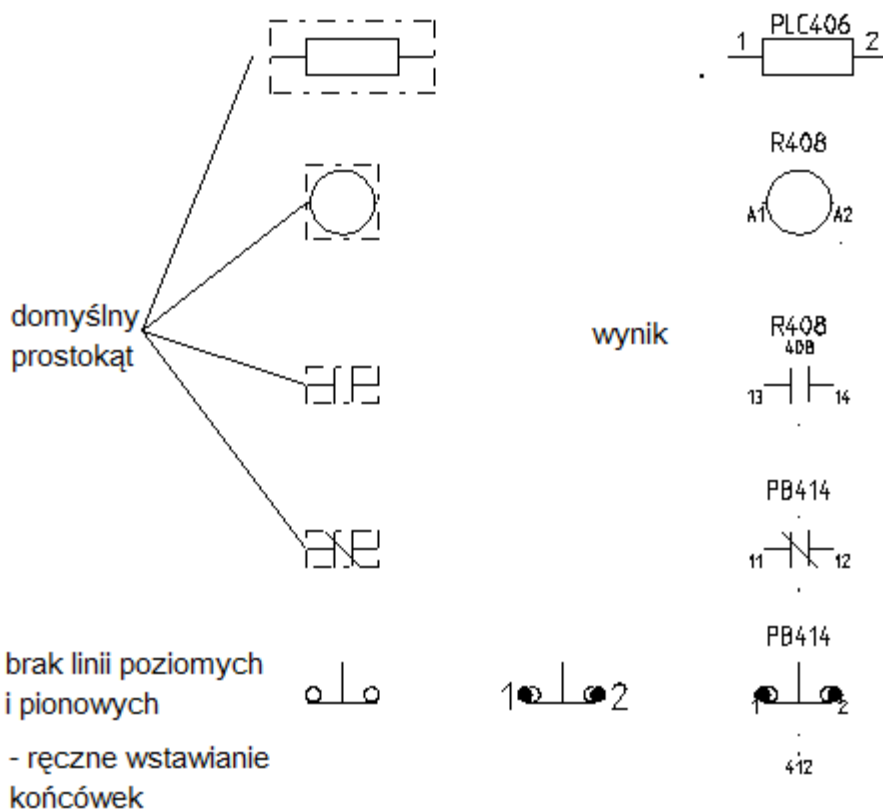 PLC406
1 2
R408
A1 A2
domyślny
prostokąt
wynik
R408
408
13 14
PB414
11 12
brak linii poziomych
i pionowych
PB414
1 2
1 2
- ręczne wstawianie
końcówek
412